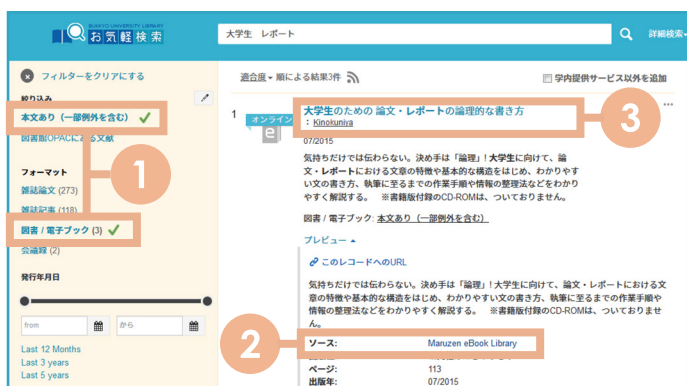 BUKKYO UNIVERSITY LIBRARY
お気軽検索
大学生 レポート
詳細検索
フィルターをクリアにする
適合度 順による結果3件
学内提供サービス以外を追加
絞り込み
本文あり（一部例外を含む）
図書館OPACにある文献
フォーマット
雑誌論文 (273)
雑誌記事 (118)
図書 / 電子ブック (3)
会議録 (2)
発行年月日
from
から
Last 12 Months
Last 3 years
Last 5 years
1
オンライン
e
大学生のための 論文・レポートの論理的な書き方
: Kinokuniya
07/2015
気持ちだけでは伝わらない。決め手は「論理」! 大学生に向けて、論
文・レポートにおける文章の特徴や基本的な構造をはじめ、わかりやす
い文の書き方、執筆に至るまでの作業手順や情報の整理法などをわかり
やすく解説する。 ※書籍版付録のCD-ROMは、ついておりません。
図書 / 電子ブック: 本文あり（一部例外を含む）
プレビュー
このレコードへのURL
気持ちだけでは伝わらない。決め手は「論理」! 大学生に向けて、論文・レポートにおける文
章の特徴や基本的な構造をはじめ、わかりやすい文の書き方、執筆に至るまでの作業手順や
情報の整理法などをわかりやすく解説する。 ※書籍版付録のCD-ROMは、ついておりませ
ん。
ソース: Maruzen eBook Library
ページ: 113
出版年: 07/2015
1
2
3